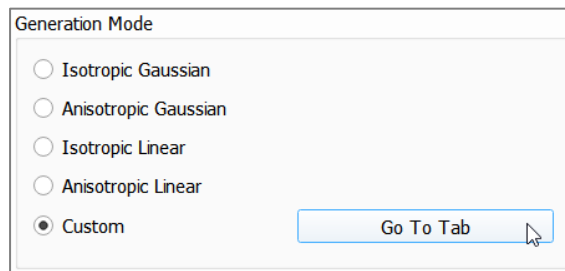 Generation Mode
Isotropic Gaussian
Anisotropic Gaussian
Isotropic Linear
Anisotropic Linear
Custom Go To Tab